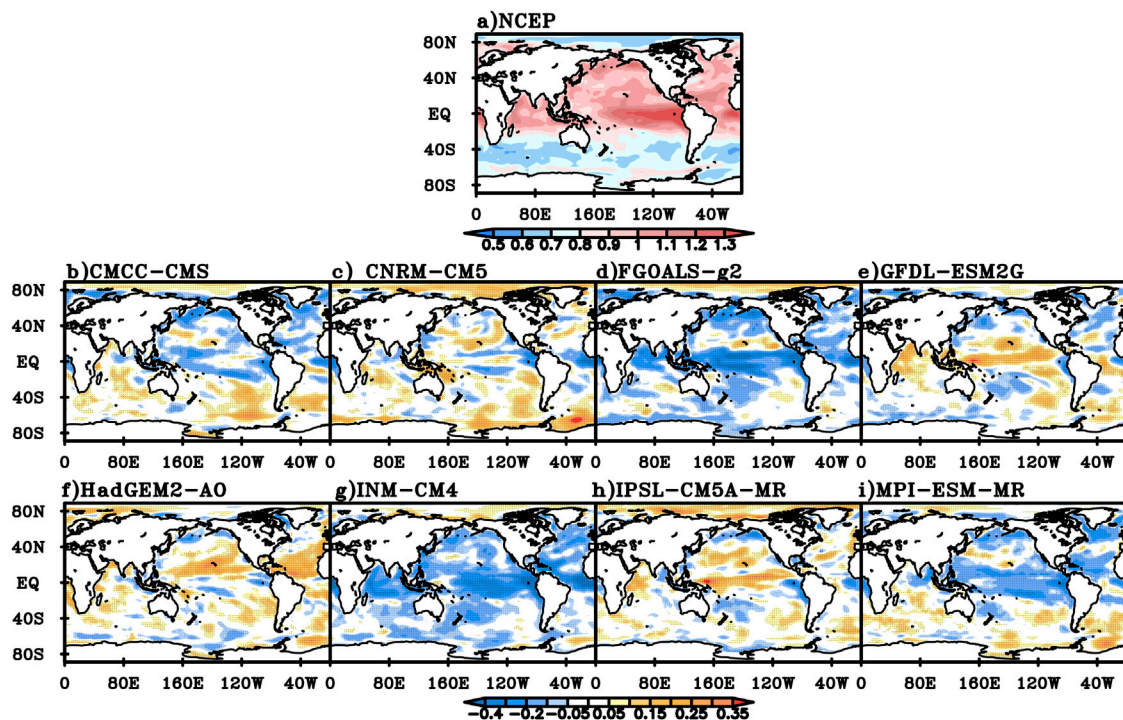 a)NCEP
80N
40N
EQ
40S
80S
0 80E 160E 120W 40W
0.5 0.6 0.7 0.8 0.9 1 1.1 1.2 1.3
b)CMCC-CMS c) CNRM-CM5 d)FGOALS-g2 e)GFDL-ESM2G
80N
40N
EQ
40S
80S
0 80E 160E 120W 40W 0 80E 160E 120W 40W 0 80E 160E 120W 40W 0 80E 160E 120W 40W
f)HadGEM2-AO g)INM-CM4 h)IPSL-CM5A-MR i)MPI-ESM-MR
80N
40N
EQ
40S
80S
0 80E 160E 120W 40W 0 80E 160E 120W 40W 0 80E 160E 120W 40W 0 80E 160E 120W 40W
-0.4 -0.2 -0.05 0.05 0.15 0.25 0.35